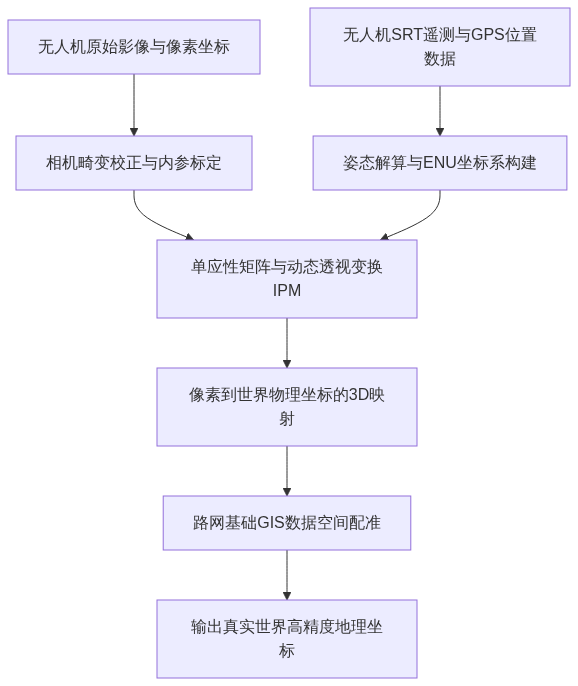 无人机原始影像与像素坐标
无人机SRT遥测与GPS位置
数据
相机畸变校正与内参标定
姿态解算与ENU坐标系构建
单应性矩阵与动态透视变换
IPM
像素到世界物理坐标的3D映
射
路网基础GIS数据空间配准
输出真实世界高精度地理坐
标